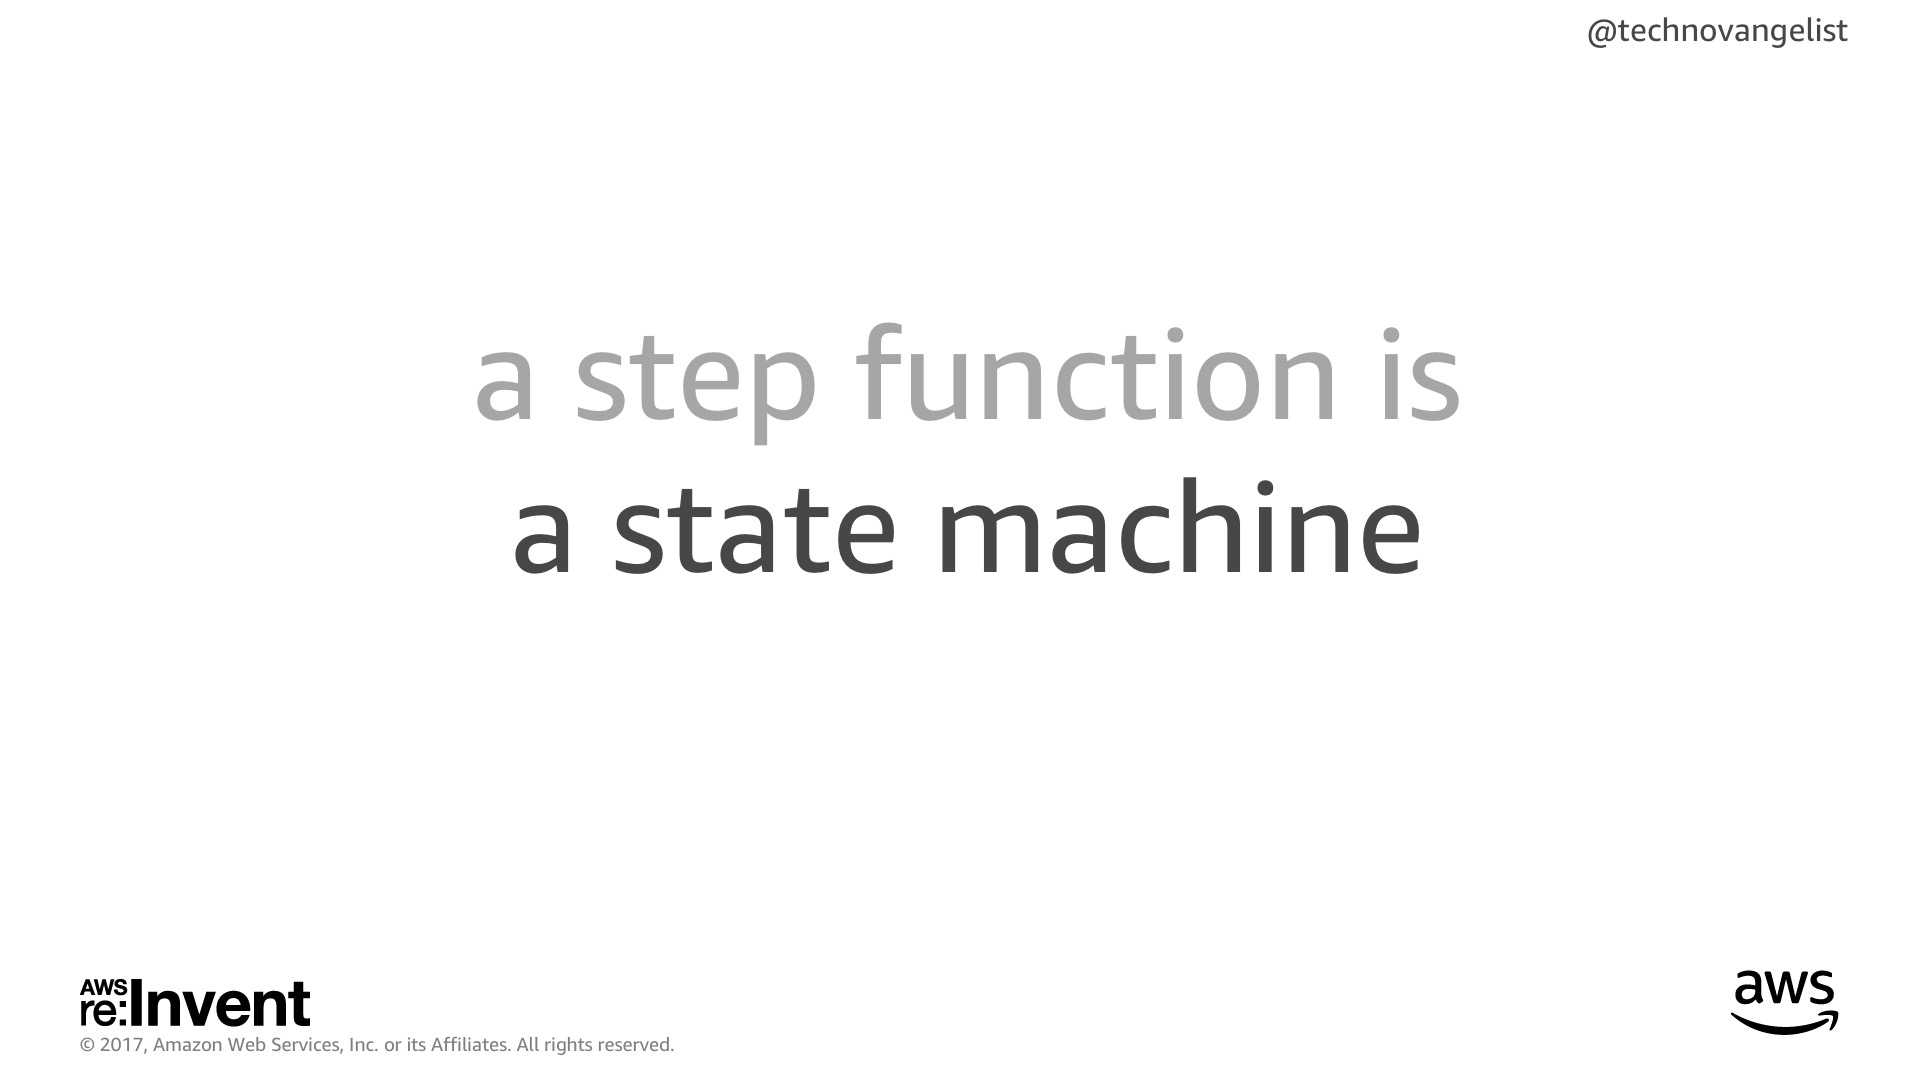 @technovangelist
a step function is
a state machine
AWS
re:Invent
aws
© 2017, Amazon Web Services, Inc. or its Affiliates. All rights reserved.